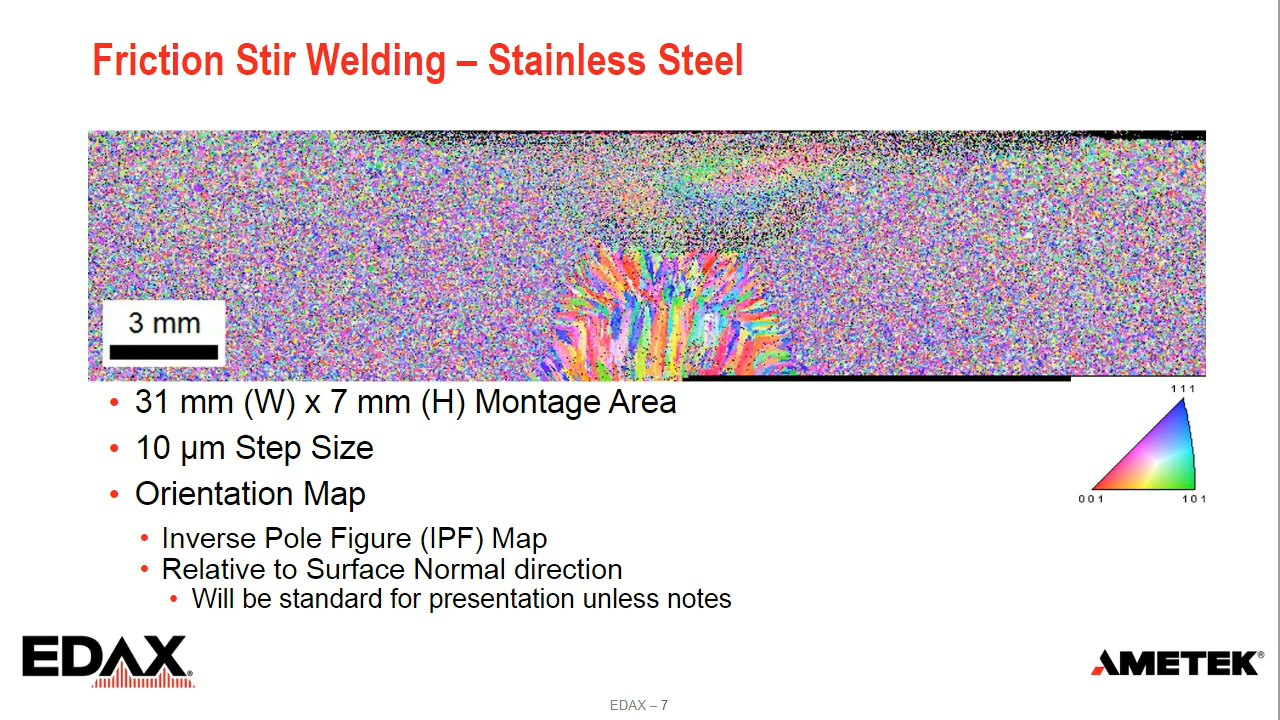 Friction Stir Welding – Stainless Steel
3 mm
• 31 mm (W) x 7 mm (H) Montage Area
• 10 µm Step Size
• Orientation Map
• Inverse Pole Figure (IPF) Map
• Relative to Surface Normal direction
• Will be standard for presentation unless notes
111
001
101
EDAX®
AMETEK®
EDAX – 7